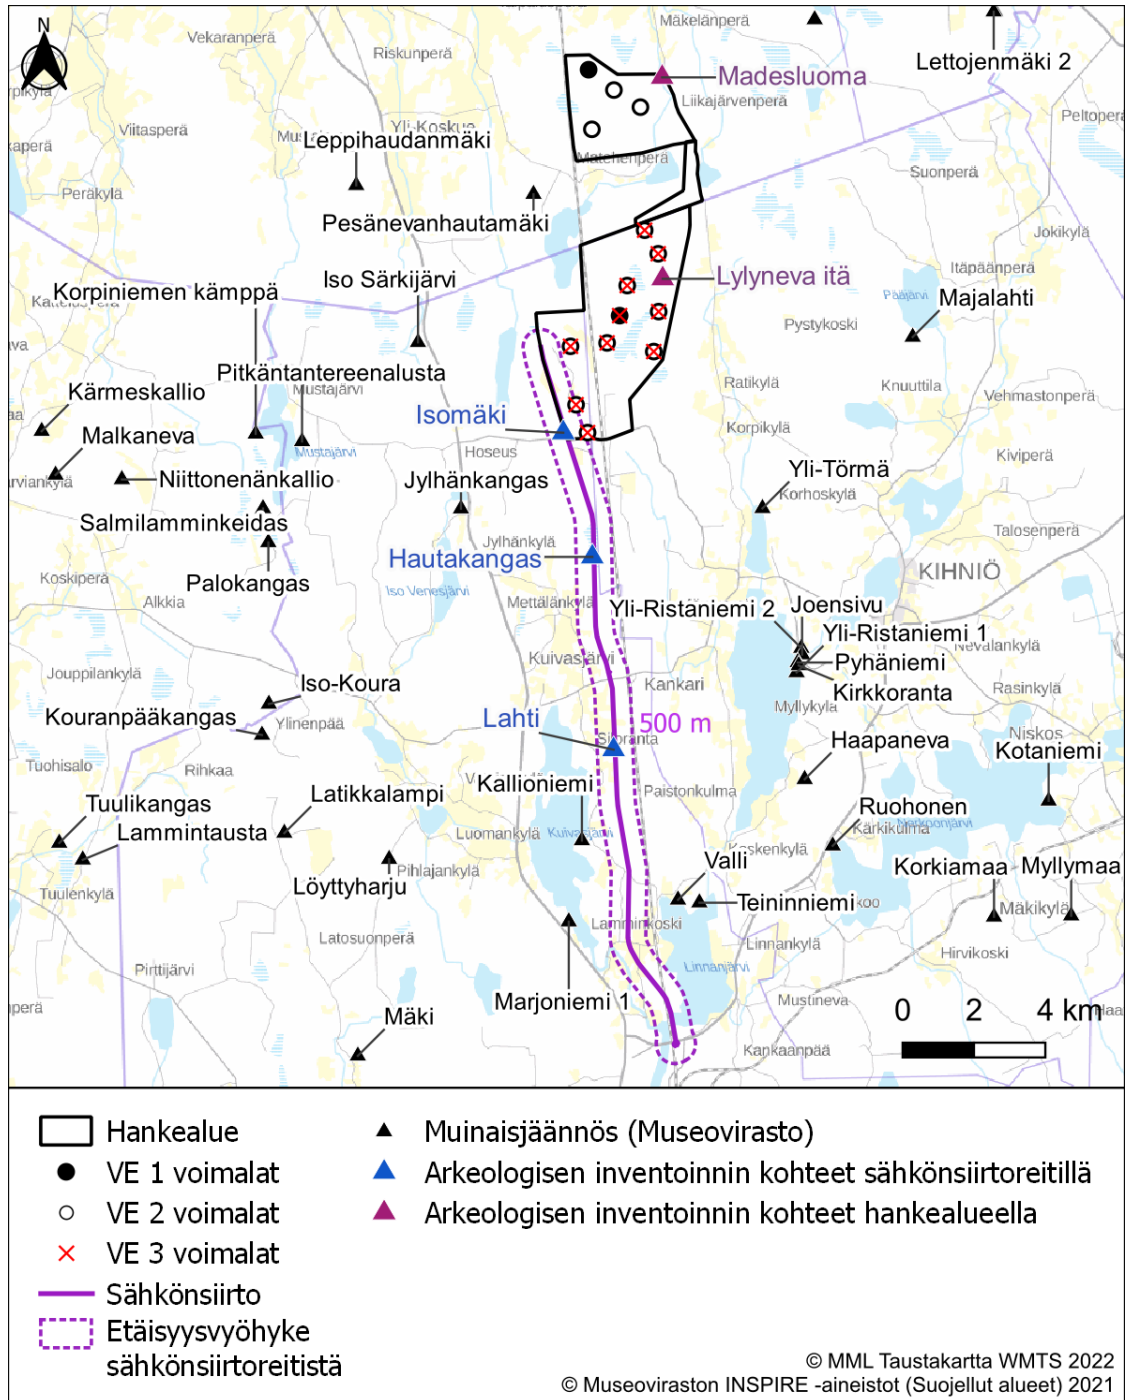 N
Vekaranperä
Riskunperä
Mäkelänperä
Lettojenmäki 2
Madesluoma
Liikajärvenperä
Peltoperä
Viitasperä
Yli-Koskue
Leppihaudanmäki
Matehenperä
Suonperä
Peräkylä
Pesänevanhautamäki
Jokikylä
Itäpäänperä
Iso Särkijärvi
Lylyneva itä
Korpiniemen kämppä
Pääjärvi
Majalahti
Pystykoski
Pitkäntantereenalusta
Mustajärvi
Kärmeskallio
Ratikylä
Knuuttila
Vehmastonperä
Isomäki
Korpikylä
Malkaneva
Mustajärvi
Hoseus
Kiviperä
Niittonenänkallio
Jylhänkangas
Yli-Törmä
Korhoskylä
Salmilamminkeidas
Talosenperä
Jylhänkylä
Hautakangas
KIHNIÖ
Koskiperä
Palokangas
Iso Venesjärvi
Alkkia
Mettälänkylä
Yli-Ristaniemi 2
Joensivu
Yli-Ristaniemi 1
Nevalankylä
Kuivasjärvi
Pyhäniemi
Jouppilankylä
Iso-Koura
Kankari
Kirkkoranta
Rasinkylä
Kouranpääkangas
Ylinenpää
Lahti
500 m
Myllykylä
Niskos
Haapaneva
Kotaniemi
Tuohisalo
Rihkaa
Kallioniemi
Paistonkulma
Tuulikangas
Latikkalampi
Ruohonen
Kärkikulma
Lammintausta
Luomankylä
Kuivasjärvi
Valli
Korkiamaa
Myllymaa
Tuulenkylä
Löyttyharju
Pihlajankylä
Teininniemi
Mäkikylä
Latosuonperä
Lamminkoski
Linnankylä
Hirvikoski
Pirttijärvi
Linnanjärvi
Marjoniemi 1
Mustineva
Mäki
0 2 4 km
Kankaanpää
Hankealue
VE 1 voimalat
VE 2 voimalat
VE 3 voimalat
Sähkönsiirto
Etäisyysvyöhyke
sähkönsiirtoreitistä
Muinaisjäännös (Museovirasto)
Arkeologisen inventoinnin kohteet sähkönsiirtoreitillä
Arkeologisen inventoinnin kohteet hankealueella
© MML Taustakartta WMTS 2022
© Museoviraston INSPIRE -aineistot (Suojellut alueet) 2021